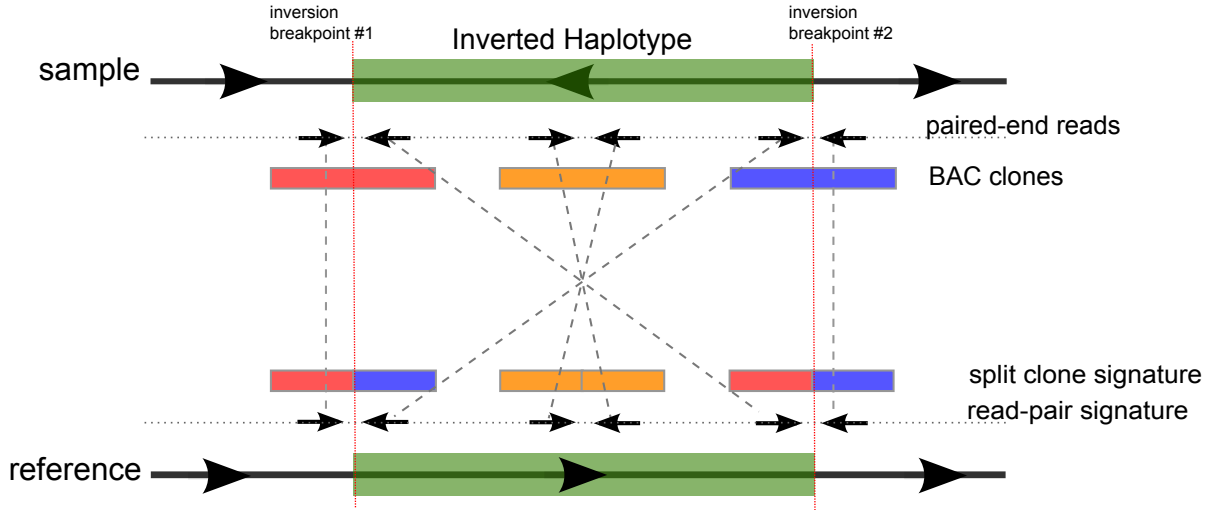 inversion
breakpoint #1
Inverted Haplotype
inversion
breakpoint #2
sample
paired-end reads
BAC clones
split clone signature
read-pair signature
reference